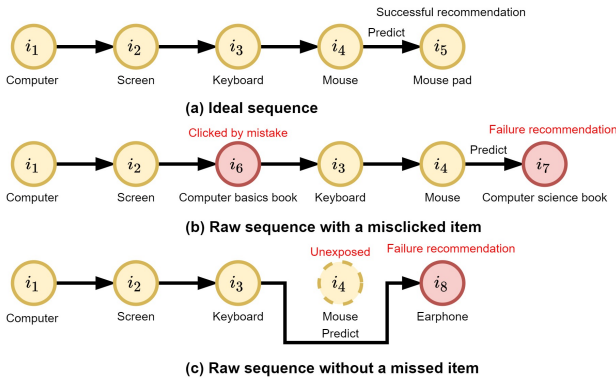 Successful recommendation
i1 i2 i3 i4 Predict i5
Computer Screen Keyboard Mouse Mouse pad
(a) Ideal sequence
Clicked by mistake Failure recommendation
i1 i2 i6 i3 i4 Predict i7
Computer Screen Computer basics book Keyboard Mouse Computer science book
(b) Raw sequence with a misclicked item
Unexposed Failure recommendation
i1 i2 i3 i4 i8
Computer Screen Keyboard Mouse Earphone
Predict
(c) Raw sequence without a missed item